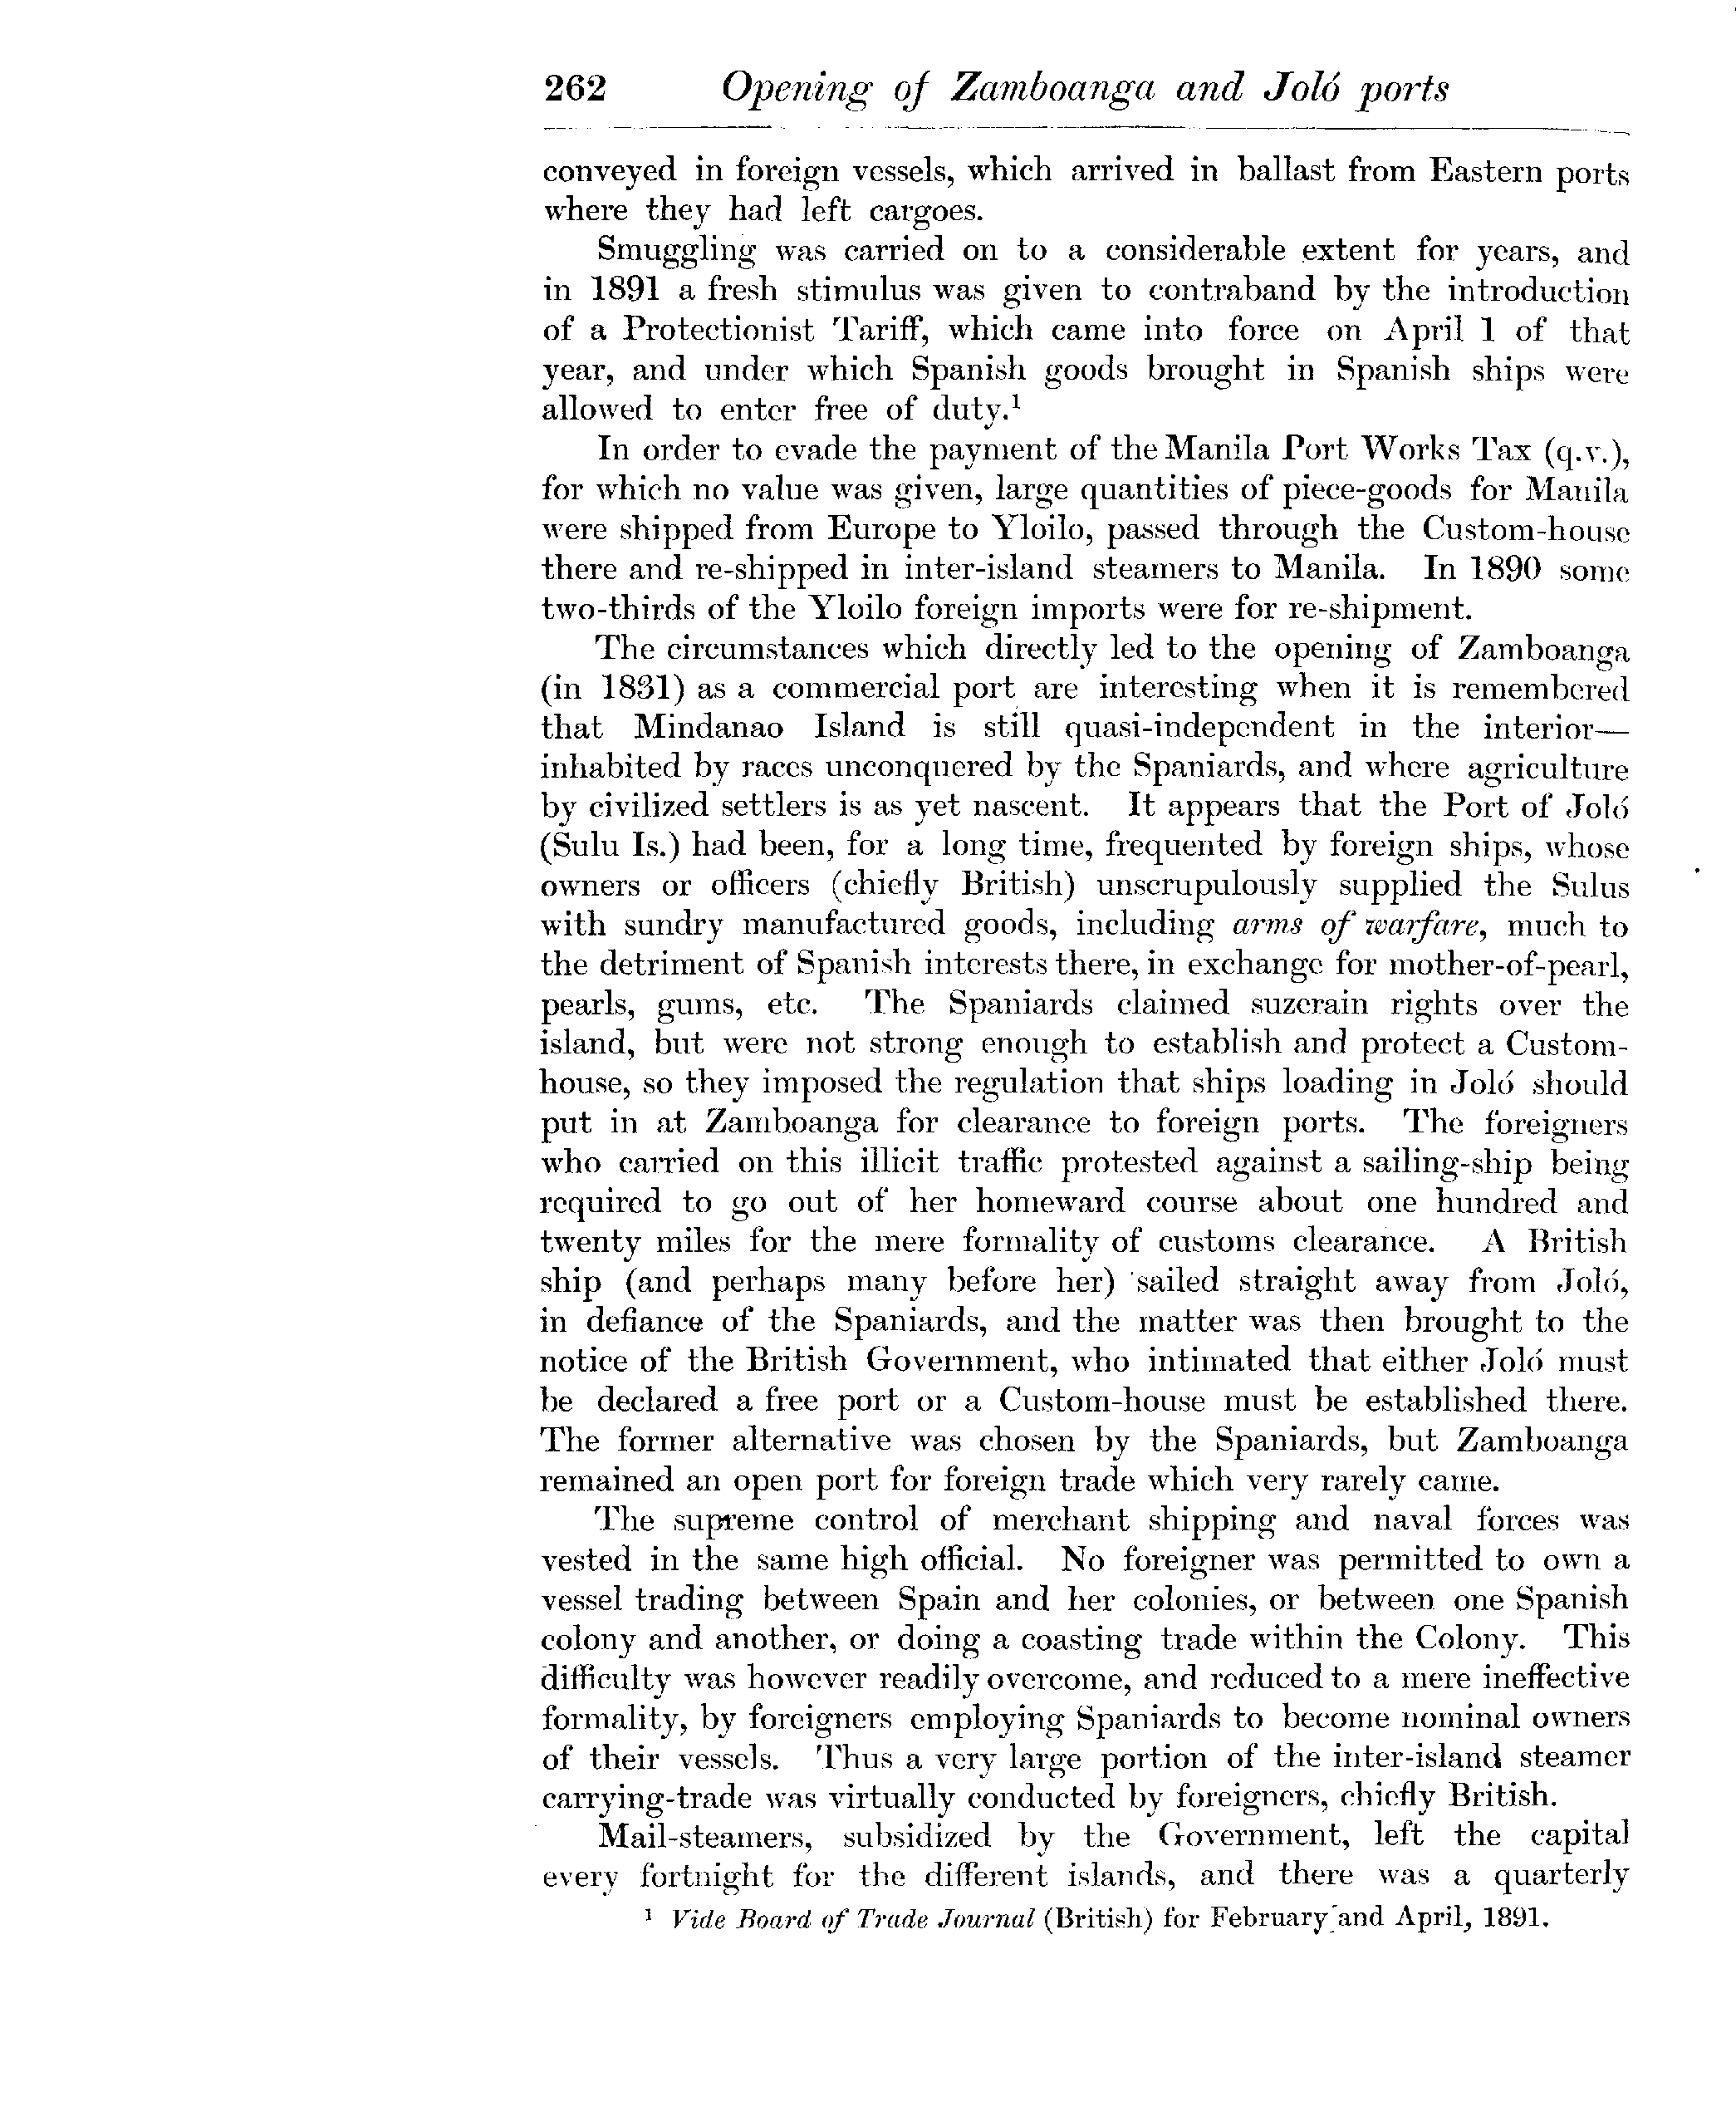 262 Opening of Zamboanga and Joló ports
conveyed in foreign vessels, which arrived in ballast from Eastern ports
where they had left cargoes.
Smuggling was carried on to a considerable extent for years, and
in 1891 a fresh stimulus was given to contraband by the introduction
of a Protectionist Tariff, which came into force on April 1 of that
year, and under which Spanish goods brought in Spanish ships were
allowed to enter free of duty.¹
In order to evade the payment of the Manila Port Works Tax (q.v.),
for which no value was given, large quantities of piece-goods for Manila
were shipped from Europe to Yloilo, passed through the Custom-house
there and re-shipped in inter-island steamers to Manila. In 1890 some
two-thirds of the Yloilo foreign imports were for re-shipment.
The circumstances which directly led to the opening of Zamboanga
(in 1831) as a commercial port are interesting when it is remembered
that Mindanao Island is still quasi-independent in the interior—
inhabited by races unconquered by the Spaniards, and where agriculture
by civilized settlers is as yet nascent. It appears that the Port of Joló
(Sulu Is.) had been, for a long time, frequented by foreign ships, whose
owners or officers (chiefly British) unscrupulously supplied the Sulus
with sundry manufactured goods, including arms of warfare, much to
the detriment of Spanish interests there, in exchange for mother-of-pearl,
pearls, gums, etc. The Spaniards claimed suzerain rights over the
island, but were not strong enough to establish and protect a Custom-
house, so they imposed the regulation that ships loading in Joló should
put in at Zamboanga for clearance to foreign ports. The foreigners
who carried on this illicit traffic protested against a sailing-ship being
required to go out of her homeward course about one hundred and
twenty miles for the mere formality of customs clearance. A British
ship (and perhaps many before her) sailed straight away from Joló,
in defiance of the Spaniards, and the matter was then brought to the
notice of the British Government, who intimated that either Joló must
be declared a free port or a Custom-house must be established there.
The former alternative was chosen by the Spaniards, but Zamboanga
remained an open port for foreign trade which very rarely came.
The supreme control of merchant shipping and naval forces was
vested in the same high official. No foreigner was permitted to own a
vessel trading between Spain and her colonies, or between one Spanish
colony and another, or doing a coasting trade within the Colony. This
difficulty was however readily overcome, and reduced to a mere ineffective
formality, by foreigners employing Spaniards to become nominal owners
of their vessels. Thus a very large portion of the inter-island steamer
carrying-trade was virtually conducted by foreigners, chiefly British.
Mail-steamers, subsidized by the Government, left the capital
every fortnight for the different islands, and there was a quarterly
¹ Vide Board of Trade Journal (British) for February and April, 1891.